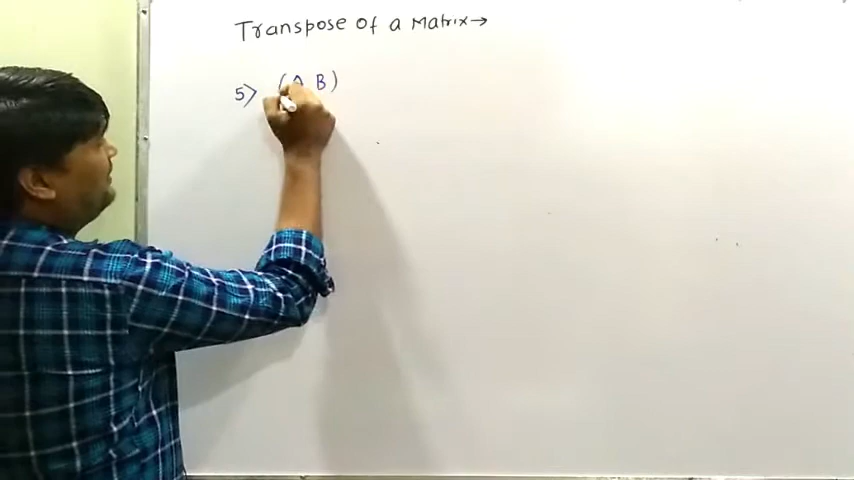 Transpose of a Matrix→
5> (A B)